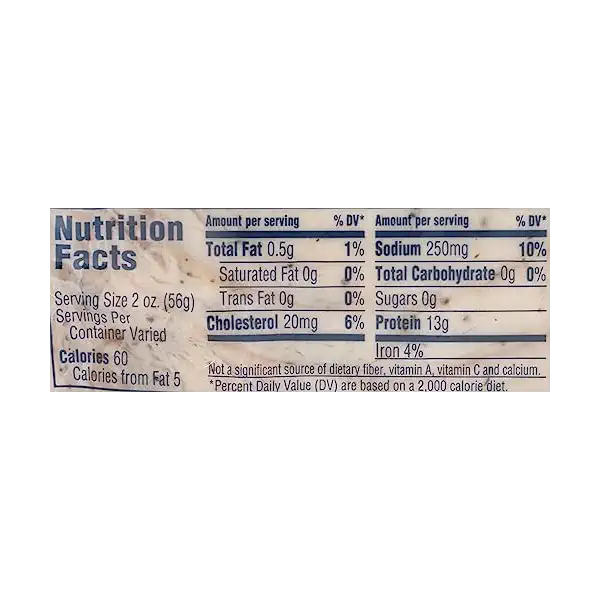 Nutrition
Facts
Serving Size 2 oz. (56g)
Servings Per
Container Varied
Calories 60
Calories from Fat 5
Amount per serving % DV*
Total Fat 0.5g 1%
Saturated Fat 0g 0%
Trans Fat 0g 0%
Cholesterol 20mg 6%
Amount per serving % DV*
Sodium 250mg 10%
Total Carbohydrate 0g 0%
Sugars 0g
Protein 13g
Iron 4%
Not a significant source of dietary fiber, vitamin A, vitamin C and calcium.
*Percent Daily Value (DV) are based on a 2,000 calorie diet.